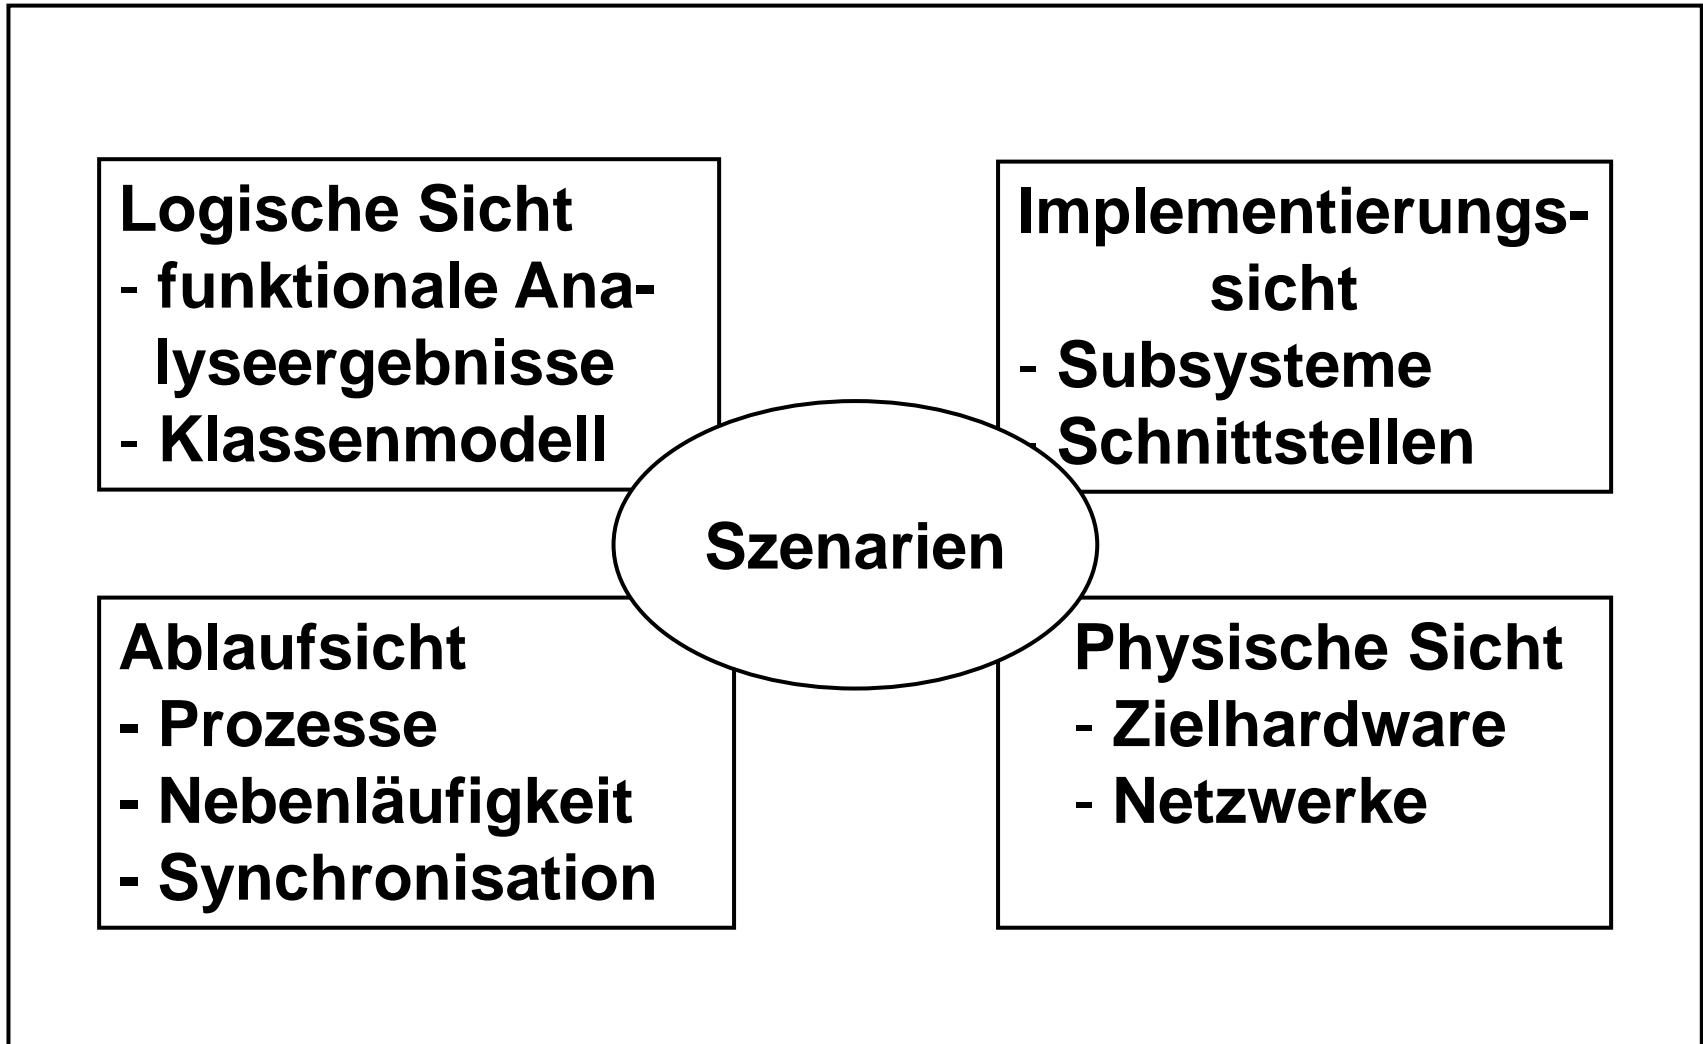 Logische Sicht
- funktionale Ana-
lyseergebnisse
- Klassenmodell
Implementierungs-
sicht
- Subsysteme
- Schnittstellen
Szenarien
Ablaufsicht
- Prozesse
- Nebenläufigkeit
- Synchronisation
Physische Sicht
- Zielhardware
- Netzwerke